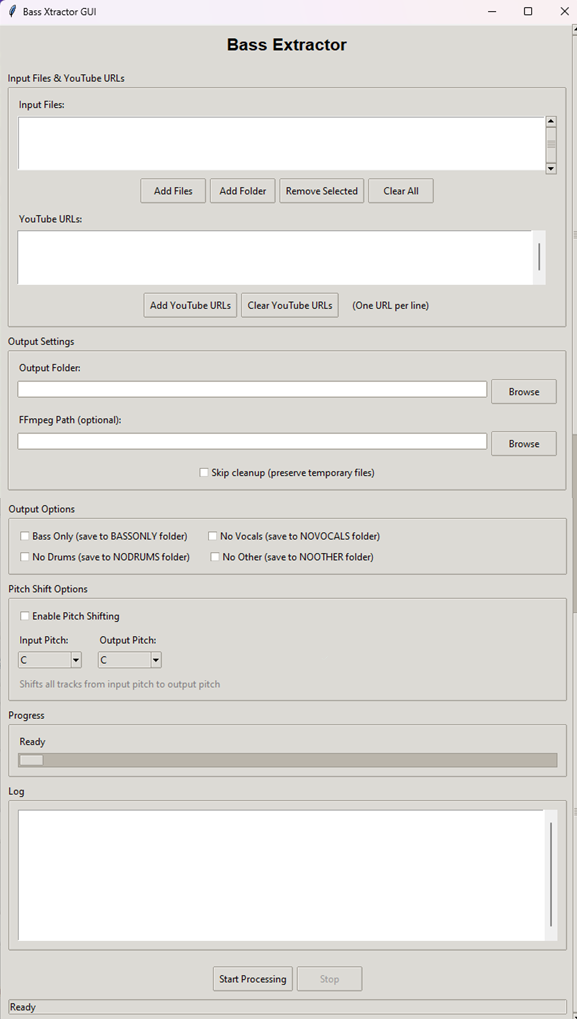 Bass Xtractor GUI
Bass Extractor
Input Files & YouTube URLs
Input Files:
Add Files Add Folder Remove Selected Clear All
YouTube URLs:
Add YouTube URLs Clear YouTube URLs (One URL per line)
Output Settings
Output Folder:
Browse
FFmpeg Path (optional):
Browse
Skip cleanup (preserve temporary files)
Output Options
Bass Only (save to BASSONLY folder) No Vocals (save to NOVOCALS folder)
No Drums (save to NODRUMS folder) No Other (save to NOOTHER folder)
Pitch Shift Options
Enable Pitch Shifting
Input Pitch: Output Pitch:
C C
Shifts all tracks from input pitch to output pitch
Progress
Ready
Log
Start Processing Stop
Ready